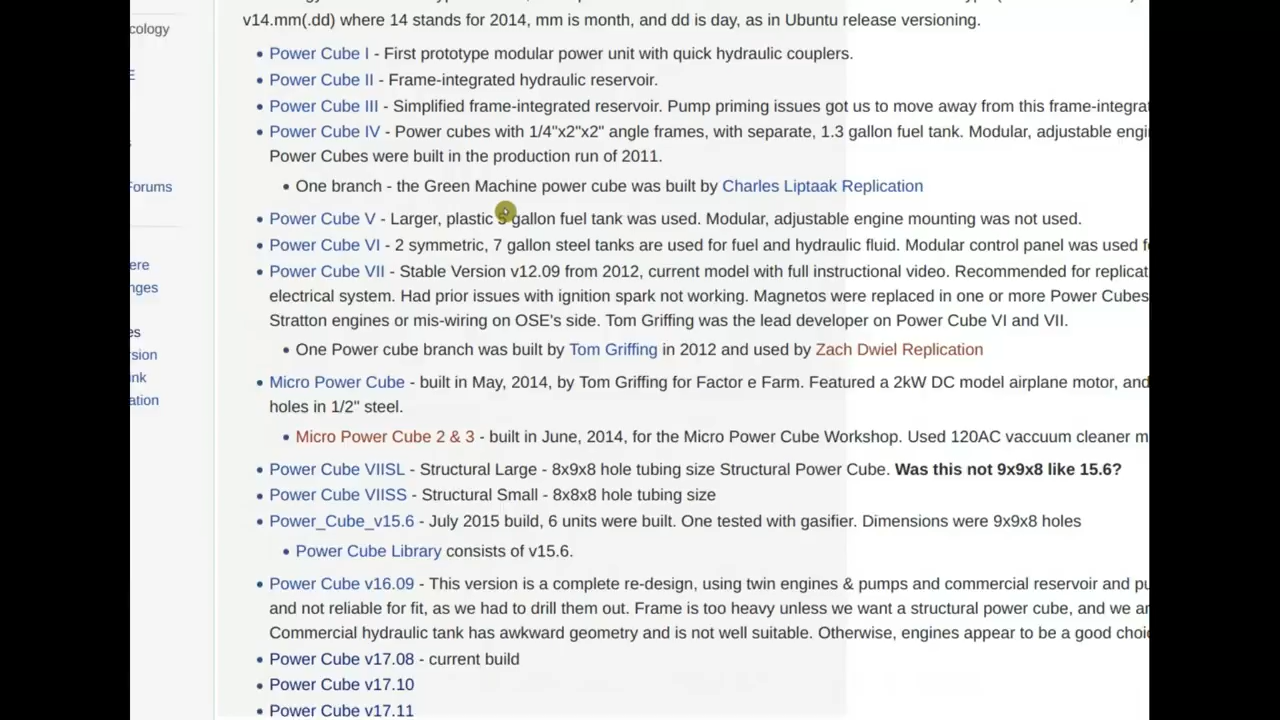 cology
v14.mm(.dd) where 14 stands for 2014, mm is month, and dd is day, as in Ubuntu release versioning.
Power Cube I - First prototype modular power unit with quick hydraulic couplers.
E
Power Cube II - Frame-integrated hydraulic reservoir.
Power Cube III - Simplified frame-integrated reservoir. Pump priming issues got us to move away from this frame-integrat
Power Cube IV - Power cubes with 1/4"x2"x2" angle frames, with separate, 1.3 gallon fuel tank. Modular, adjustable engi
Power Cubes were built in the production run of 2011.
Forums
One branch - the Green Machine power cube was built by Charles Liptaak Replication
Power Cube V - Larger, plastic 5 gallon fuel tank was used. Modular, adjustable engine mounting was not used.
Power Cube VI - 2 symmetric, 7 gallon steel tanks are used for fuel and hydraulic fluid. Modular control panel was used f
ere
Power Cube VII - Stable Version v12.09 from 2012, current model with full instructional video. Recommended for replicat
nges
electrical system. Had prior issues with ignition spark not working. Magnetos were replaced in one or more Power Cubes
Stratton engines or mis-wiring on OSE's side. Tom Griffing was the lead developer on Power Cube VI and VII.
es
One Power cube branch was built by Tom Griffing in 2012 and used by Zach Dwiel Replication
rsion
ink
Micro Power Cube - built in May, 2014, by Tom Griffing for Factor e Farm. Featured a 2kW DC model airplane motor, and
ation
holes in 1/2" steel.
Micro Power Cube 2 & 3 - built in June, 2014, for the Micro Power Cube Workshop. Used 120AC vaccuum cleaner m
Power Cube VIISL - Structural Large - 8x9x8 hole tubing size Structural Power Cube. Was this not 9x9x8 like 15.6?
Power Cube VIISS - Structural Small - 8x8x8 hole tubing size
Power_Cube_v15.6 - July 2015 build, 6 units were built. One tested with gasifier. Dimensions were 9x9x8 holes
Power Cube Library consists of v15.6.
Power Cube v16.09 - This version is a complete re-design, using twin engines & pumps and commercial reservoir and pu
and not reliable for fit, as we had to drill them out. Frame is too heavy unless we want a structural power cube, and we ar
Commercial hydraulic tank has awkward geometry and is not well suitable. Otherwise, engines appear to be a good choic
Power Cube v17.08 - current build
Power Cube v17.10
Power Cube v17.11